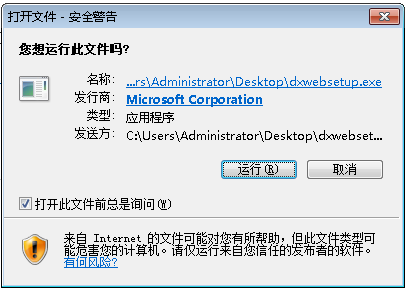 打开文件 - 安全警告
您想运行此文件吗?
名称: ...rs\Administrator\Desktop\dxwebsetup.exe
发行商: Microsoft Corporation
类型: 应用程序
发送方: C:\Users\Administrator\Desktop\dxwebset...
运行(R) 取消
打开此文件前总是询问(W)
来自 Internet 的文件可能对您有所帮助，但此文件类型可
能危害您的计算机。请仅运行来自您信任的发布者的软件。
有何风险?